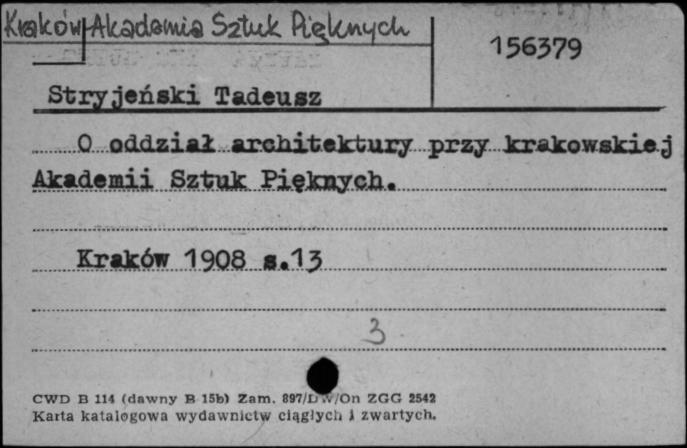 Kraków Akademia Sztuk Pięknych
156379
Stryjeński Tadeusz
O oddział architektury przy krakowskiej
Akademii Sztuk Pięknych.
Kraków 1908 s.13
3
CWD B 114 (dawny B 15b) Zam. 897/DW/On ZGG 2542
Karta katalogowa wydawnictw ciągłych i zwartych.